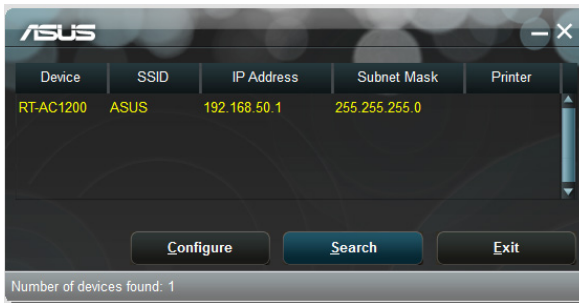 ASUS
Device SSID IP Address Subnet Mask Printer
RT-AC1200 ASUS 192.168.50.1 255.255.255.0
Configure Search Exit
Number of devices found: 1